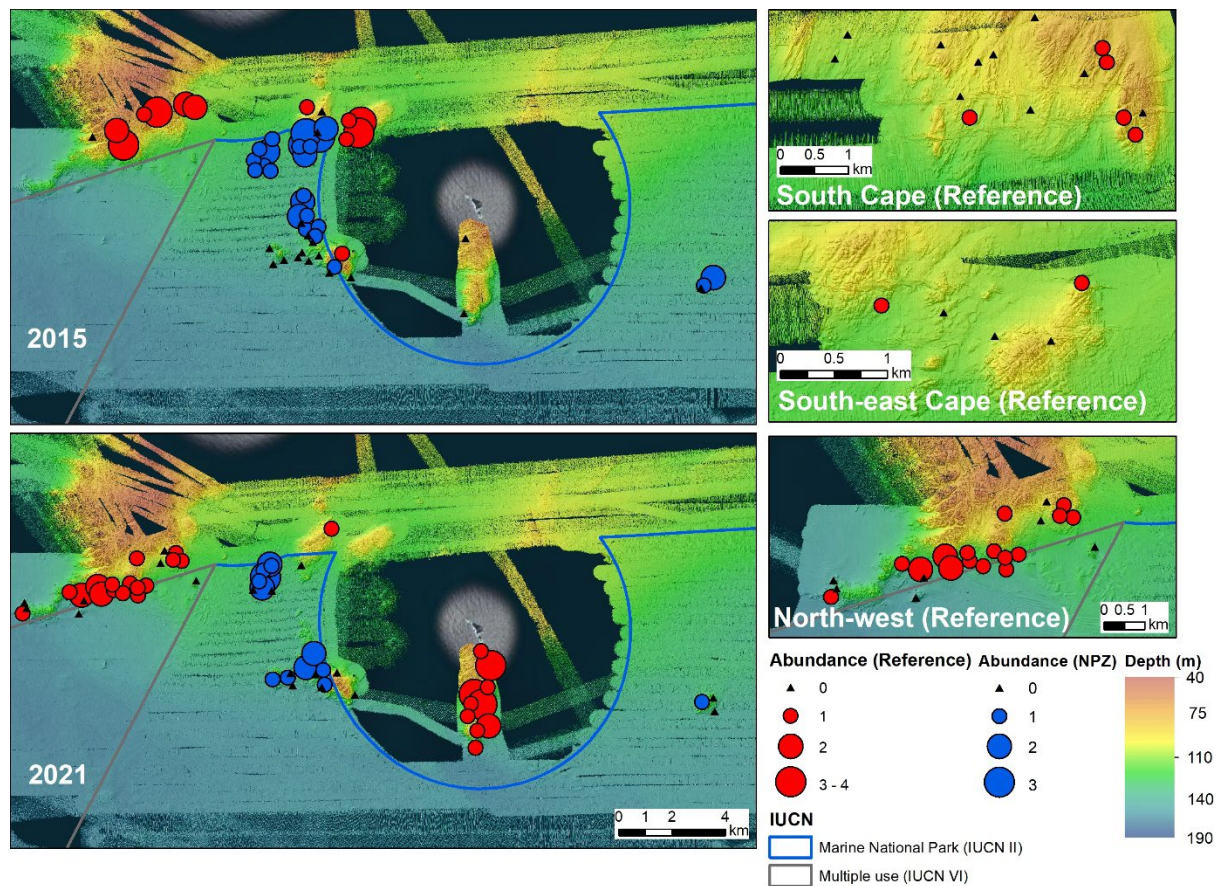 2015
0 0.5 1
km
South Cape (Reference)
0 0.5 1
km
South-east Cape (Reference)
2021
0 1 2 4
km
0 0.5 1
km
North-west (Reference)
Abundance (Reference)
0
1
2
3 - 4
Abundance (NPZ)
0
1
2
3
Depth (m)
40
75
110
140
190
IUCN
Marine National Park (IUCN II)
Multiple use (IUCN VI)